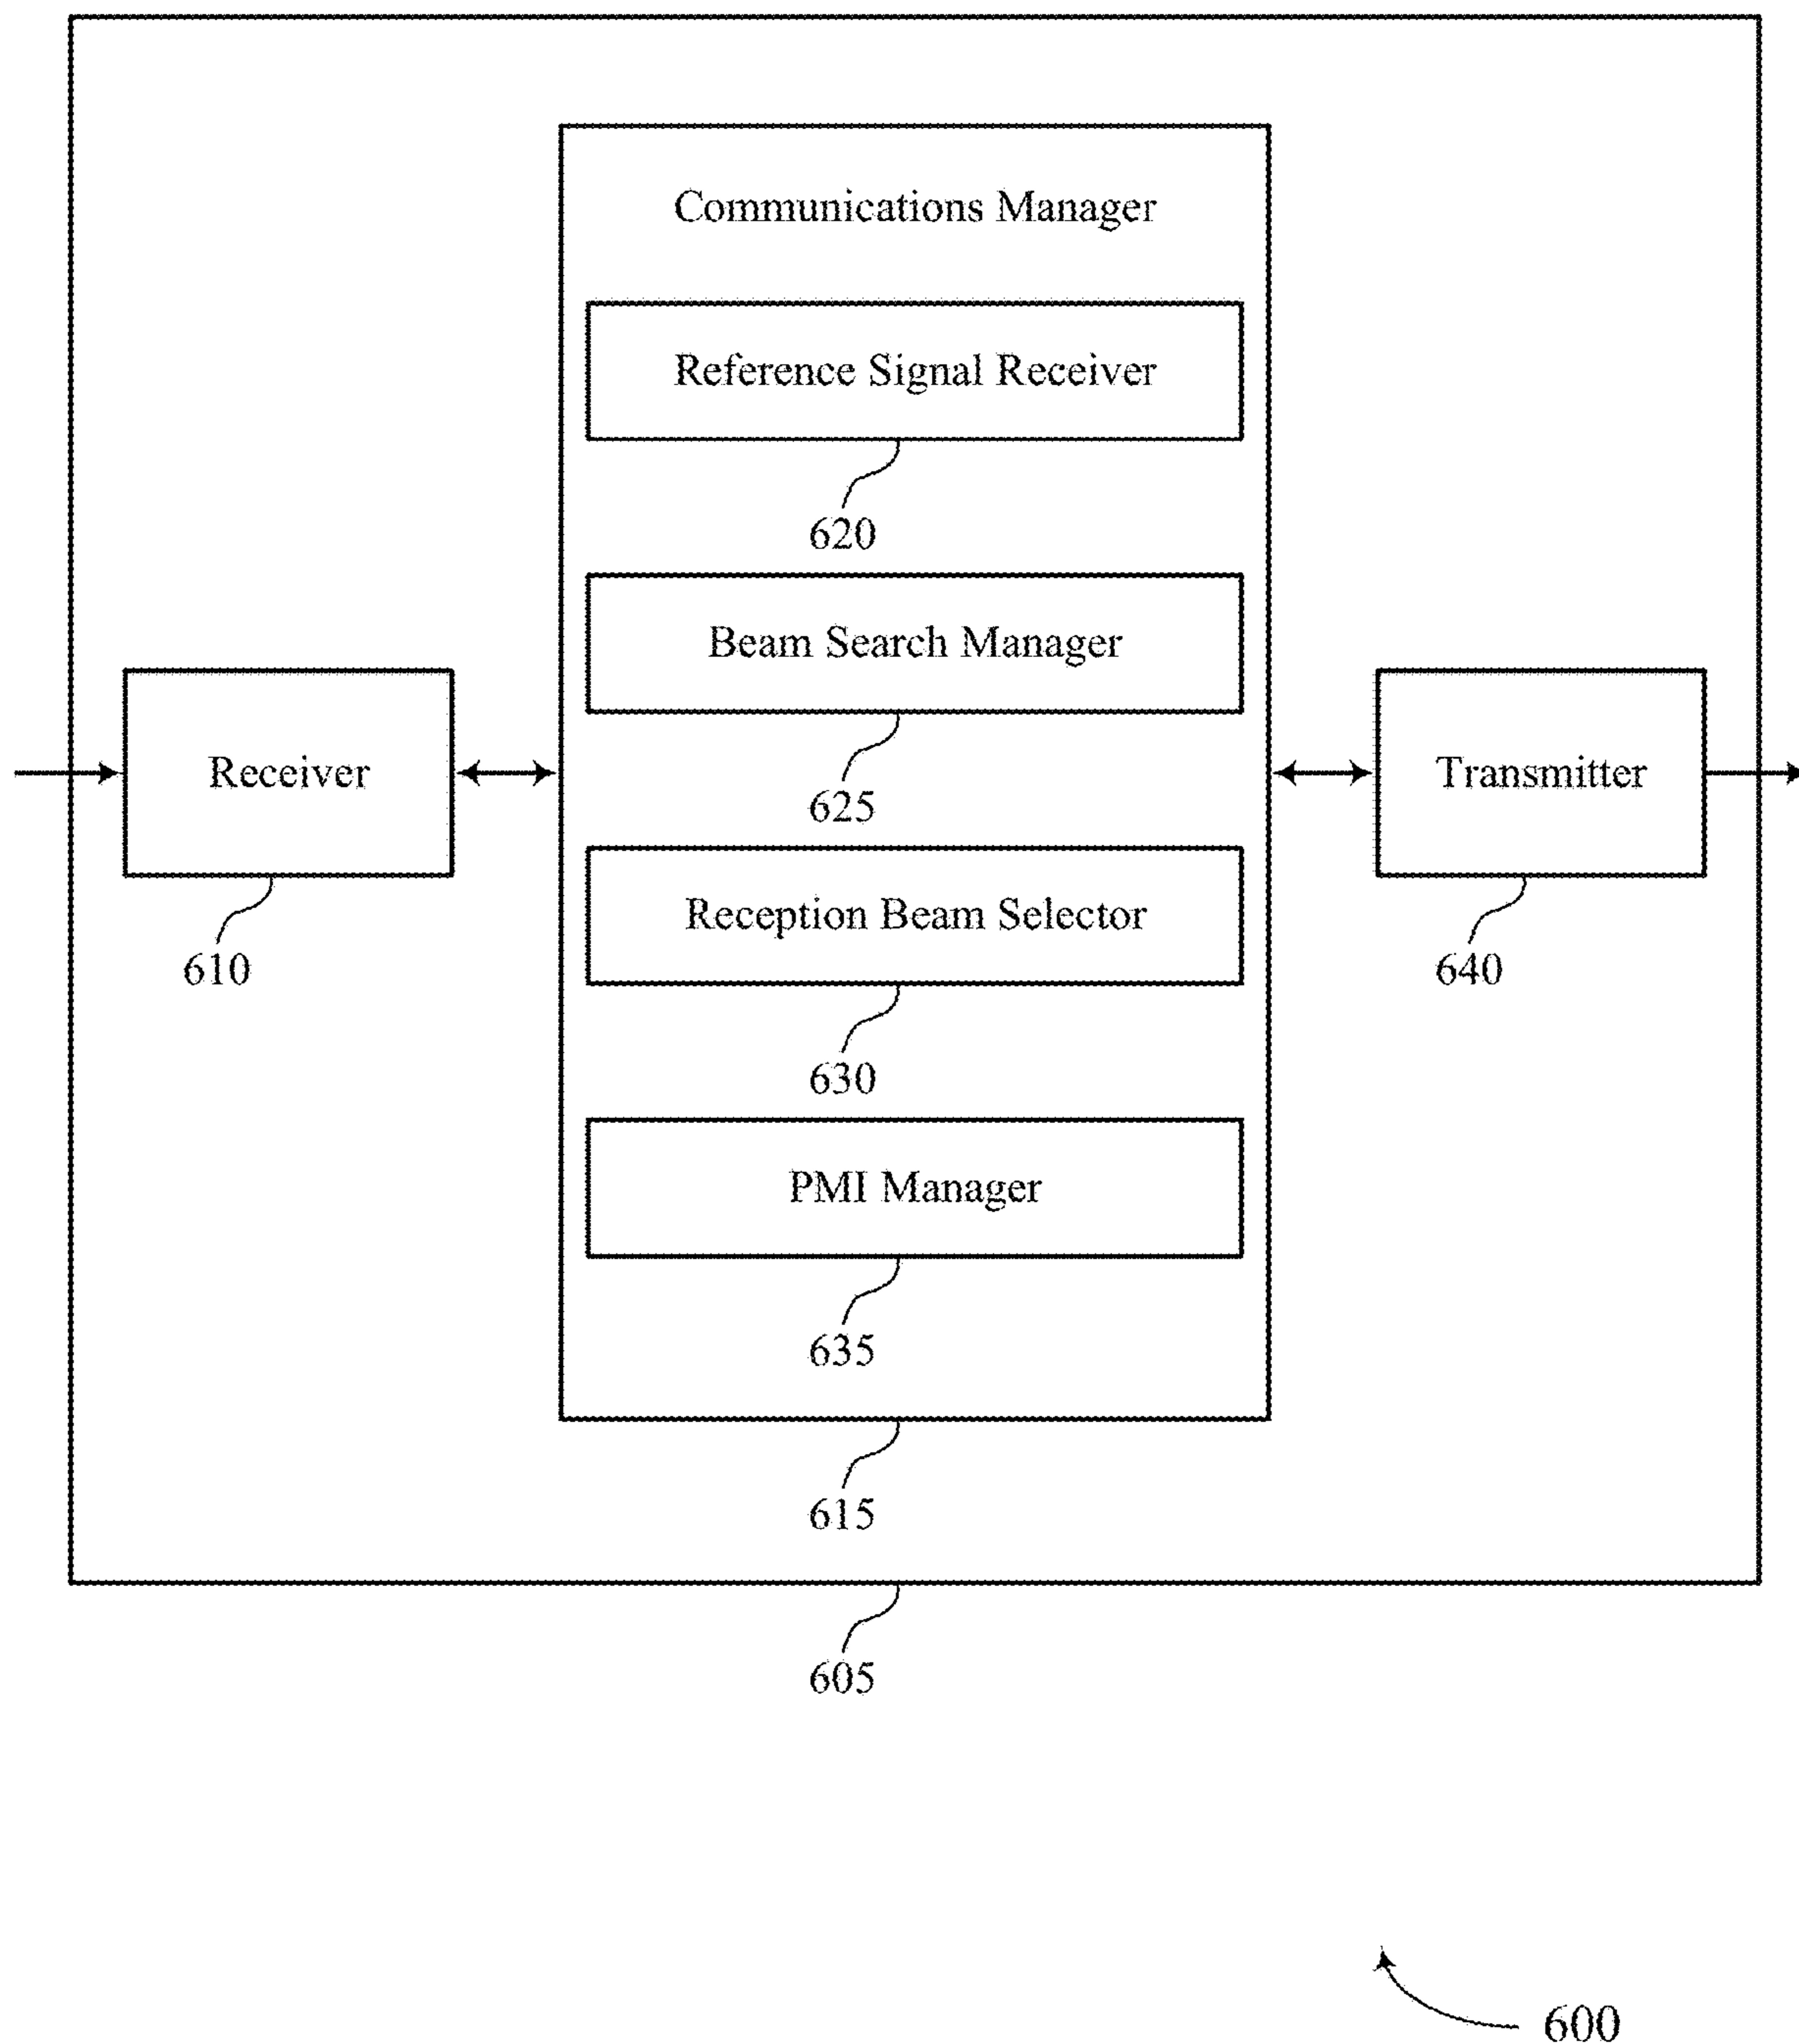 Communications Manager
Reference Signal Receiver
620
Beam Search Manager
625
Receiver
610
Reception Beam Selector
630
Transmitter
640
PMI Manager
635
615
605
600